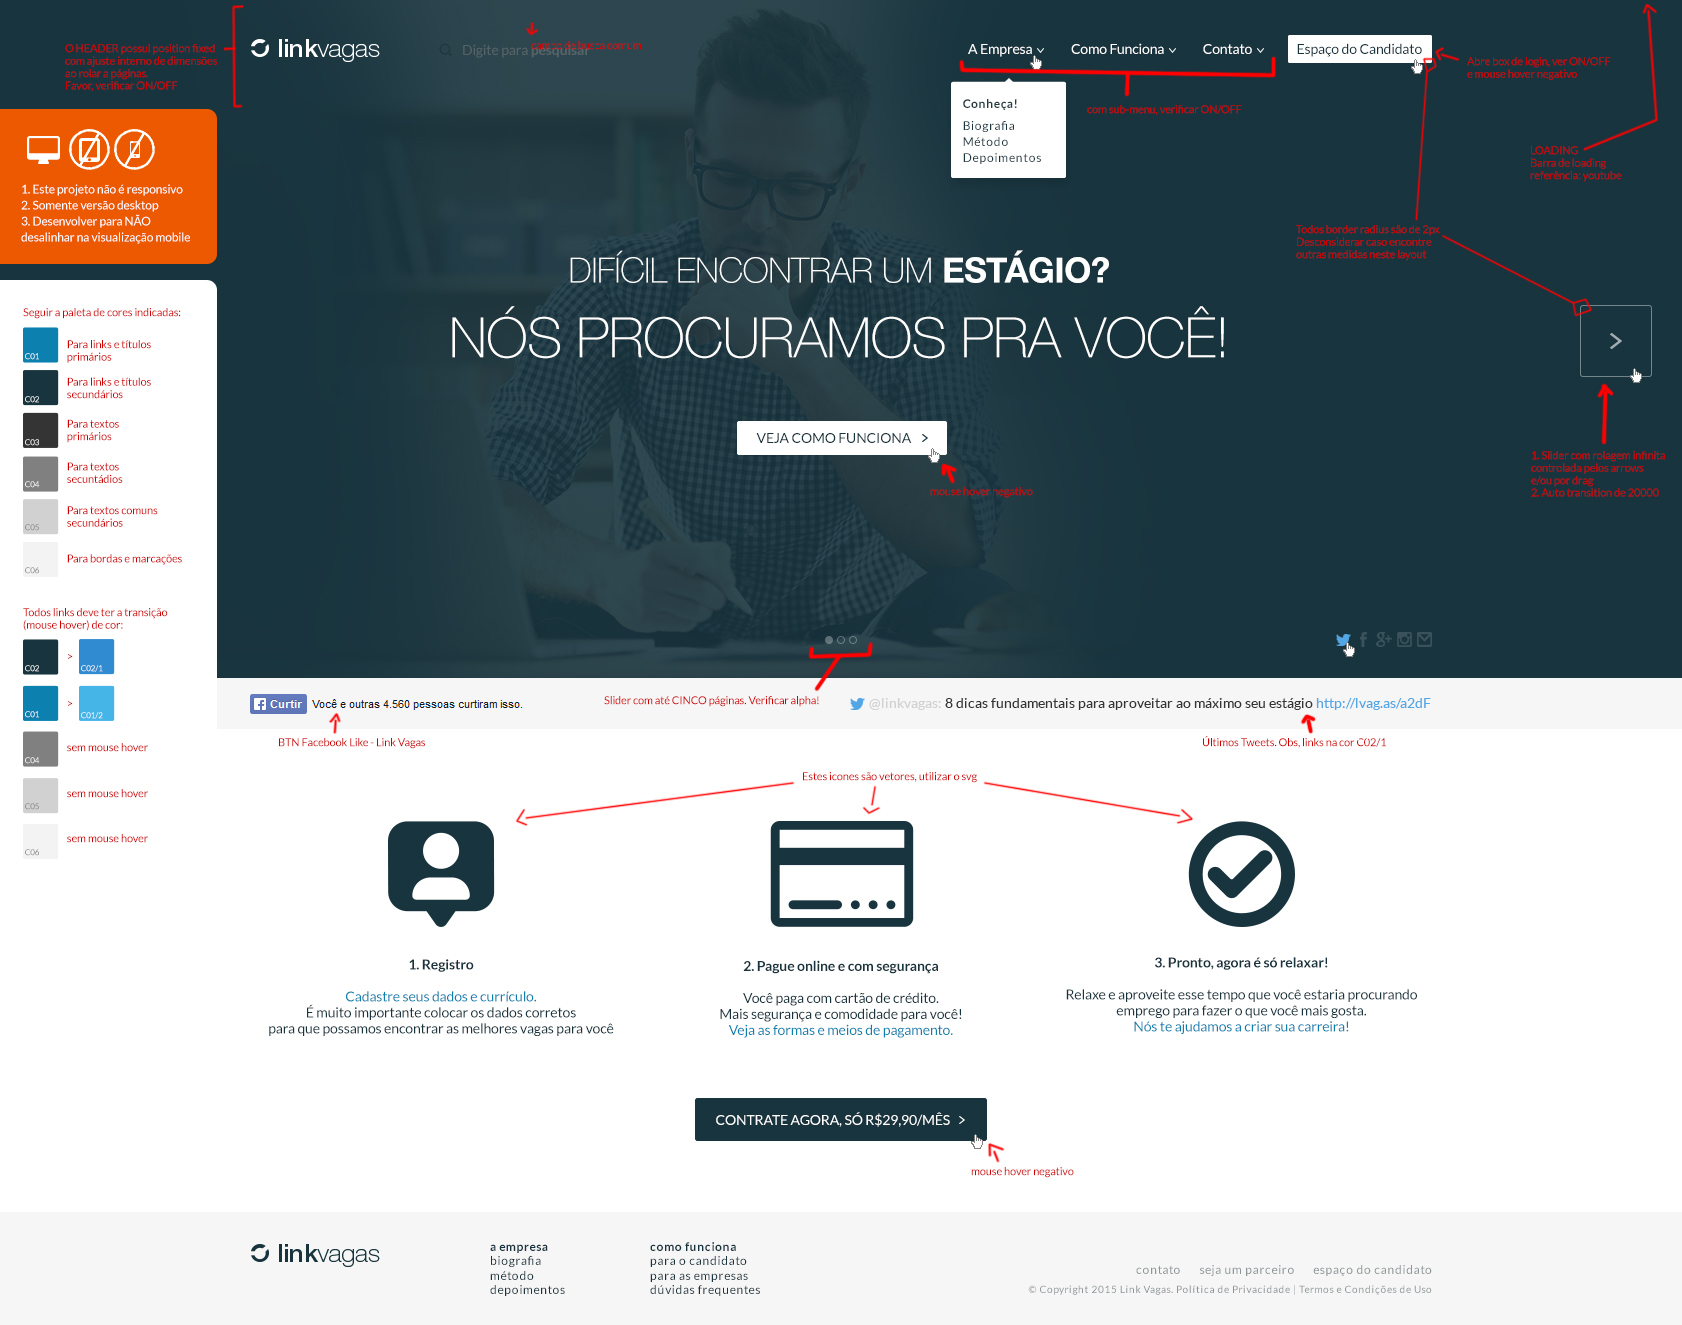 O HEADER possui position fixed
com ajuste interno de dimensões
ao rolar a páginas.
Favor, verificar ON/OFF
linkvagas
Digite para pesquisar
A Empresa
Como Funciona
Contato
Espaço do Candidato
Abre box de login, ver ON/OFF
e mouse hover negativo
com sub-menu, verificar ON/OFF
Conheça!
Biografia
Método
Depoimentos
LOADING
Barra de loading
referência: youtube
1. Este projeto não é responsivo
2. Somente versão desktop
3. Desenvolver para NÃO
desalinhar na visualização mobile
Todos border radius são de 2px
Desconsiderar caso encontre
outras medidas neste layout
DIFÍCIL ENCONTRAR UM ESTÁGIO?
NÓS PROCURAMOS PRA VOCÊ!
VEJA COMO FUNCIONA
mouse hover negativo
1. Slider com rolagem infinita
controlada pelos arrows
e/ou por drag
2. Auto transition de 20000
Seguir a paleta de cores indicadas:
C01
Para links e títulos
primários
C02
Para links e títulos
secundários
C03
Para textos
primários
C04
Para textos
secuntádios
C05
Para textos comuns
secundários
C06
Para bordas e marcações
Todos links deve ter a transição
(mouse hover) de cor:
C02
>
C02/1
C01
>
C01/2
C04
sem mouse hover
C05
sem mouse hover
C06
sem mouse hover
Curtir
Você e outras 4.560 pessoas curtiram isso.
BTN Facebook Like - Link Vagas
Slider com até CINCO páginas. Verificar alpha!
@linkvagas: 8 dicas fundamentais para aproveitar ao máximo seu estágio http://lvag.as/a2dF
Últimos Tweets. Obs, links na cor C02/1
Estes icones são vetores, utilizar o svg
1. Registro
Cadastre seus dados e currículo.
É muito importante colocar os dados corretos
para que possamos encontrar as melhores vagas para você
2. Pague online e com segurança
Você paga com cartão de crédito.
Mais segurança e comodidade para você!
Veja as formas e meios de pagamento.
3. Pronto, agora é só relaxar!
Relaxe e aproveite esse tempo que você estaria procurando
emprego para fazer o que você mais gosta.
Nós te ajudamos a criar sua carreira!
CONTRATE AGORA, SÓ R$29,90/MÊS
mouse hover negativo
linkvagas
a empresa
biografia
método
depoimentos
como funciona
para o candidato
para as empresas
dúvidas frequentes
contato
seja um parceiro
espaço do candidato
© Copyright 2015 Link Vagas. Política de Privacidade | Termos e Condições de Uso